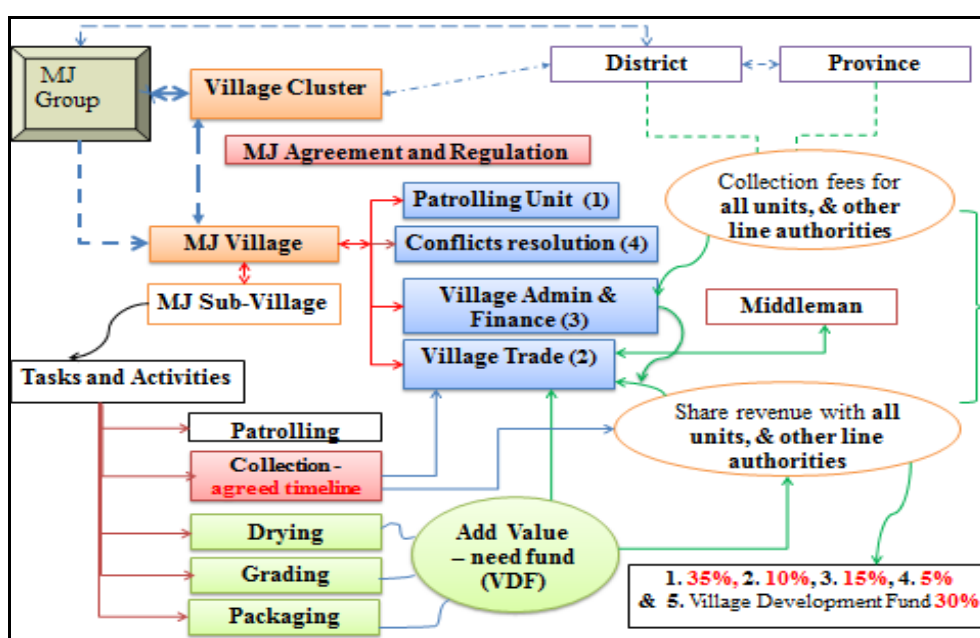 MJ
Group
Village Cluster
District
Province
MJ Agreement and Regulation
Collection fees for
all units, & other
line authorities
Patrolling Unit (1)
MJ Village
Conflicts resolution (4)
MJ Sub-Village
Village Admin &
Finance (3)
Middleman
Village Trade (2)
Tasks and Activities
Share revenue with all
units, & other line
authorities
Patrolling
Collection -
agreed timeline
Drying
Grading
Packaging
Add Value
– need fund
(VDF)
1. 35%, 2. 10%, 3. 15%, 4. 5%
& 5. Village Development Fund 30%